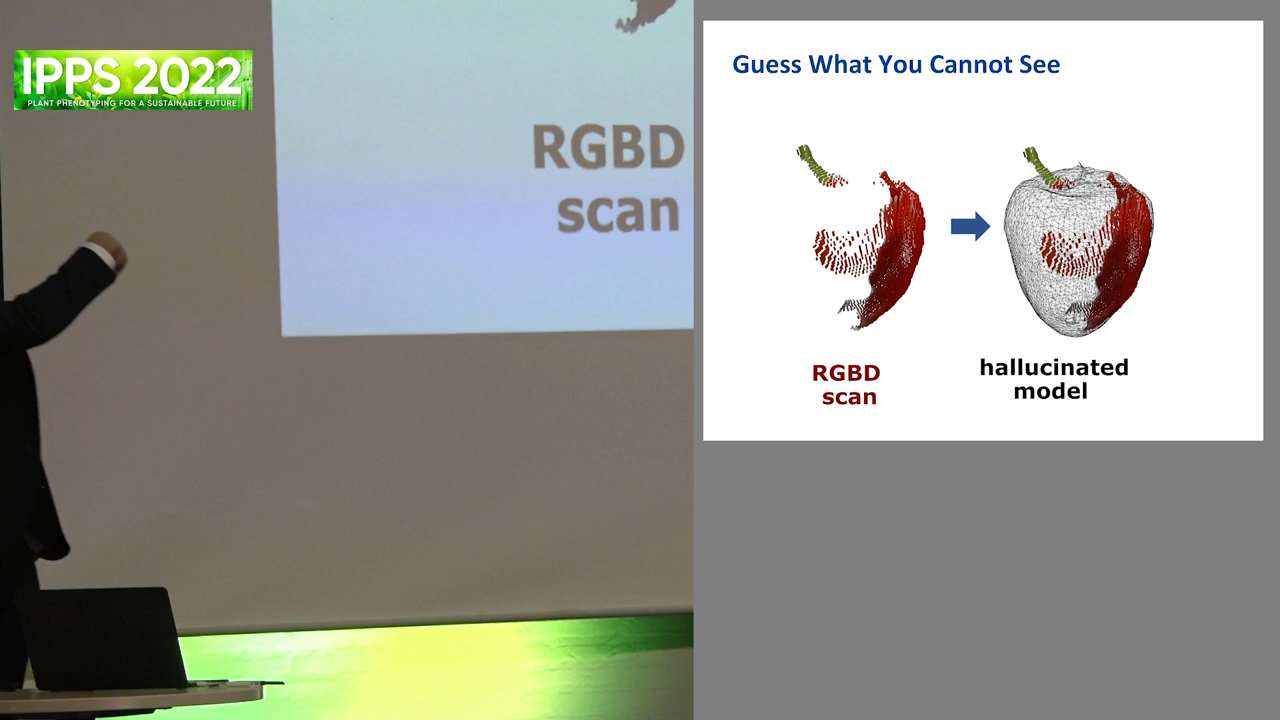 IPPS 2022
PLANT PHENOTYPING FOR A SUSTAINABLE FUTURE
RGBD
scan
Guess What You Cannot See
RGBD
scan
hallucinated
model